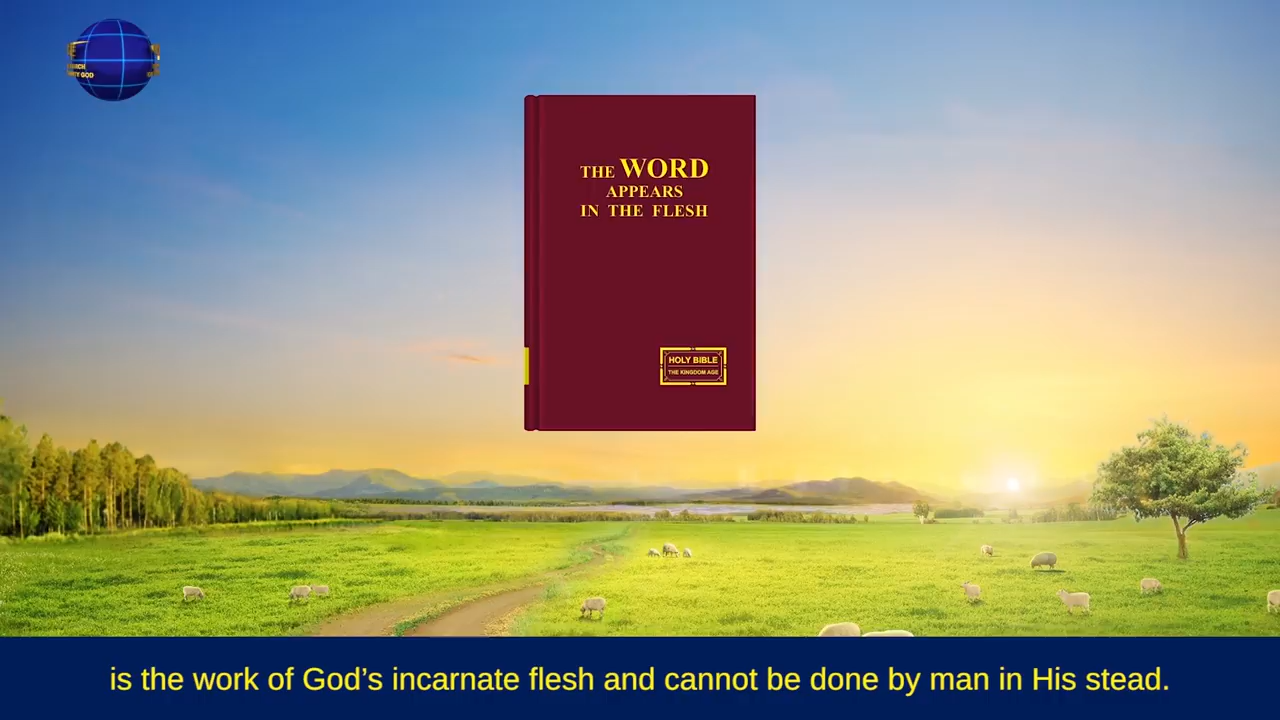 THE WORD
APPEARS
IN THE FLESH
HOLY BIBLE
THE KINGDOM AGE
is the work of God’s incarnate flesh and cannot be done by man in His stead.